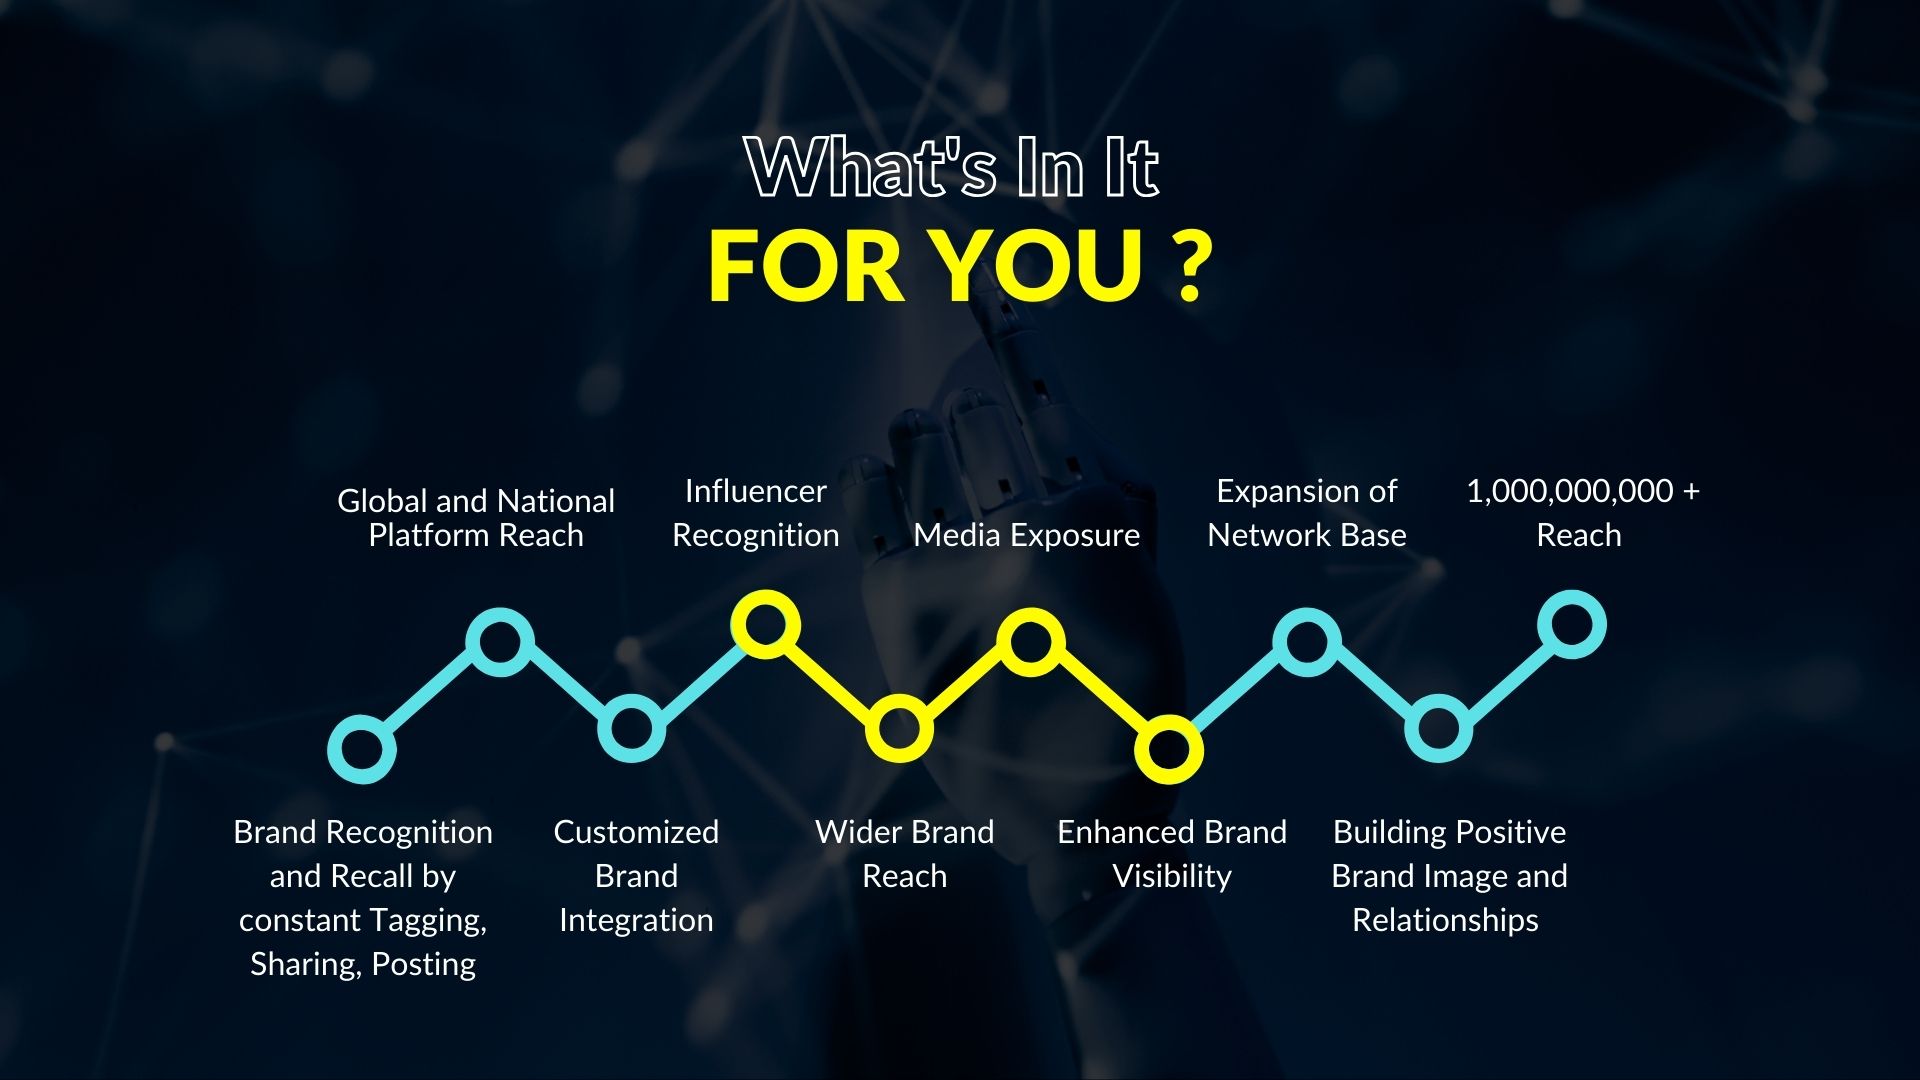 What's In It
FOR YOU ?
Global and National
Platform Reach
Influencer
Recognition
Media Exposure
Expansion of
Network Base
1,000,000,000 +
Reach
Brand Recognition
and Recall by
constant Tagging,
Sharing, Posting
Customized
Brand
Integration
Wider Brand
Reach
Enhanced Brand
Visibility
Building Positive
Brand Image and
Relationships